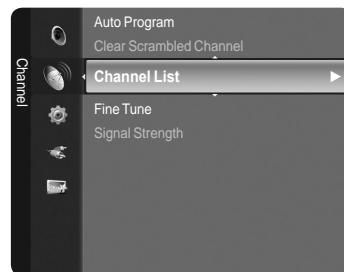 Channel
Auto Program
Clear Scrambled Channel
Channel List
Fine Tune
Signal Strength